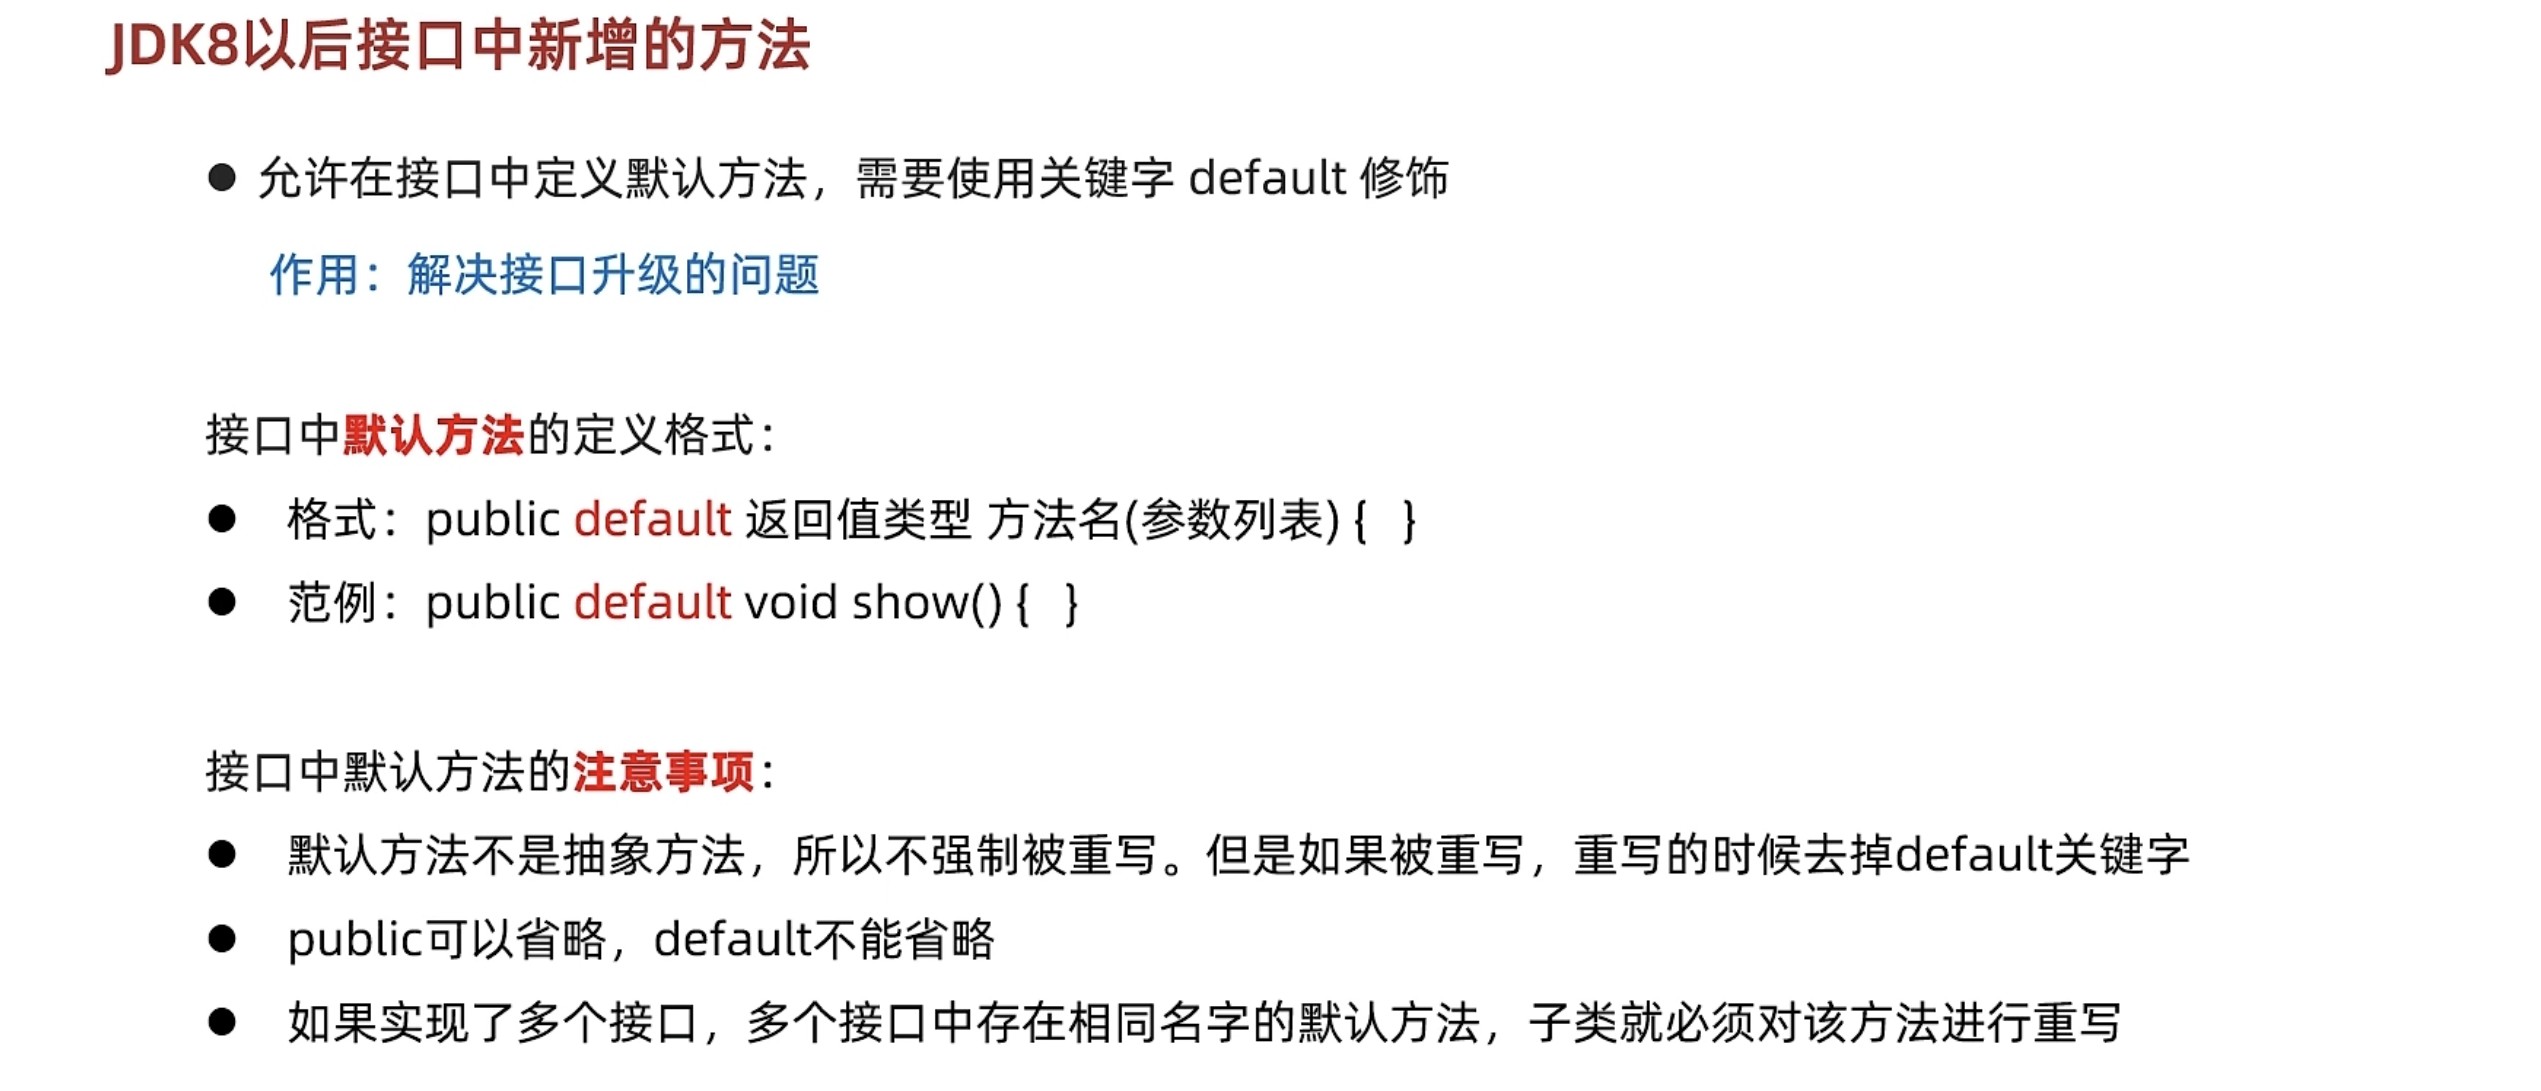 JDK8以后接口中新增的方法
● 允许在接口中定义默认方法，需要使用关键字 default 修饰
作用：解决接口升级的问题
接口中默认方法的定义格式：
● 格式：public default 返回值类型 方法名(参数列表) { }
● 范例：public default void show() { }
接口中默认方法的注意事项：
● 默认方法不是抽象方法，所以不强制被重写。但是如果被重写，重写的时候去掉default关键字
● public可以省略，default不能省略
● 如果实现了多个接口，多个接口中存在相同名字的默认方法，子类就必须对该方法进行重写